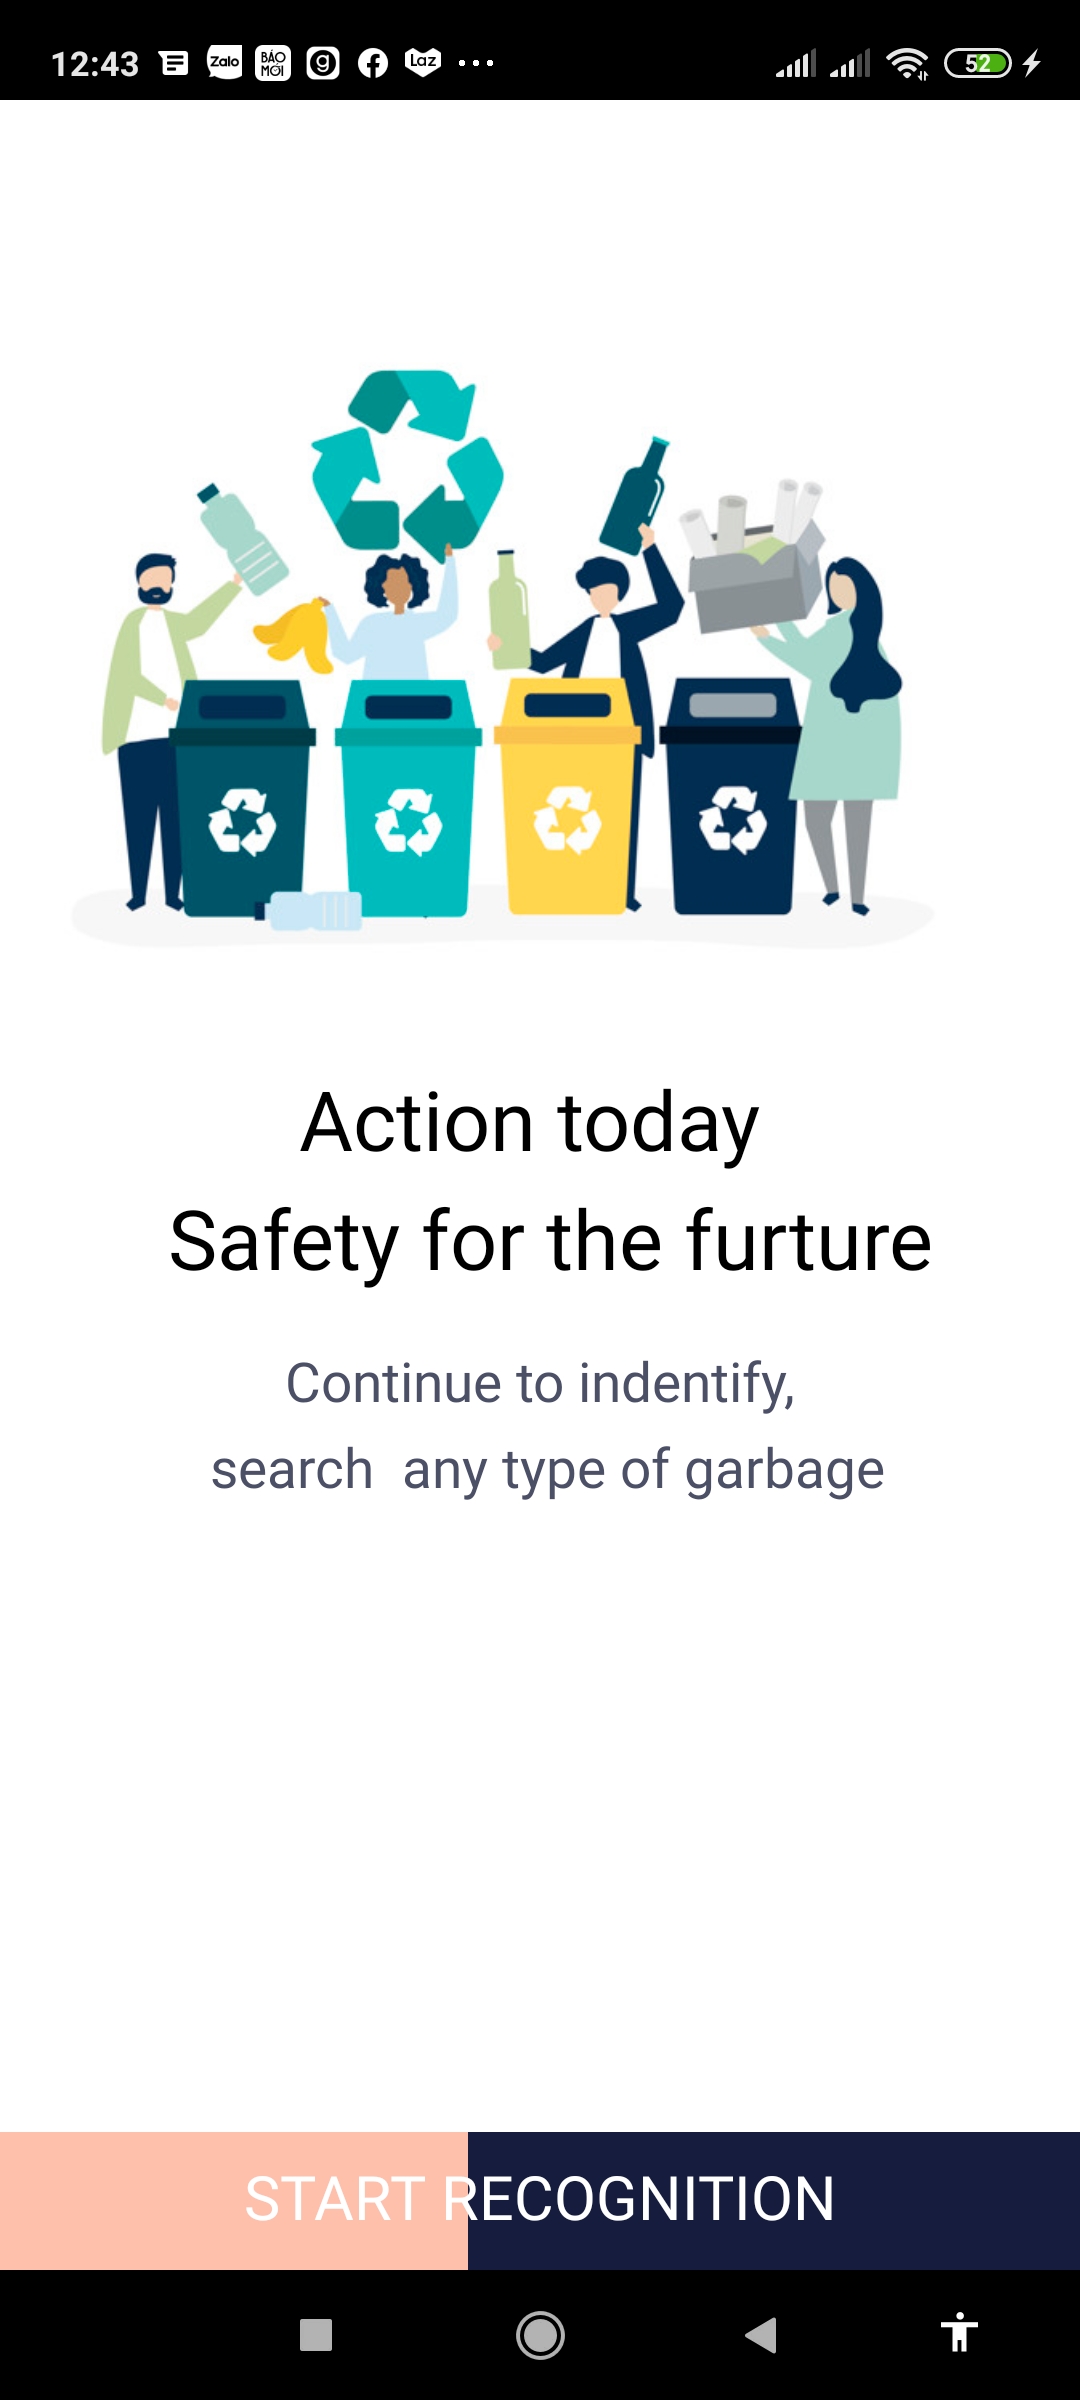 12:43 Zalo BÁO MỚI g Laz 52
Action today
Safety for the furture
Continue to indentify,
search any type of garbage
START RECOGNITION